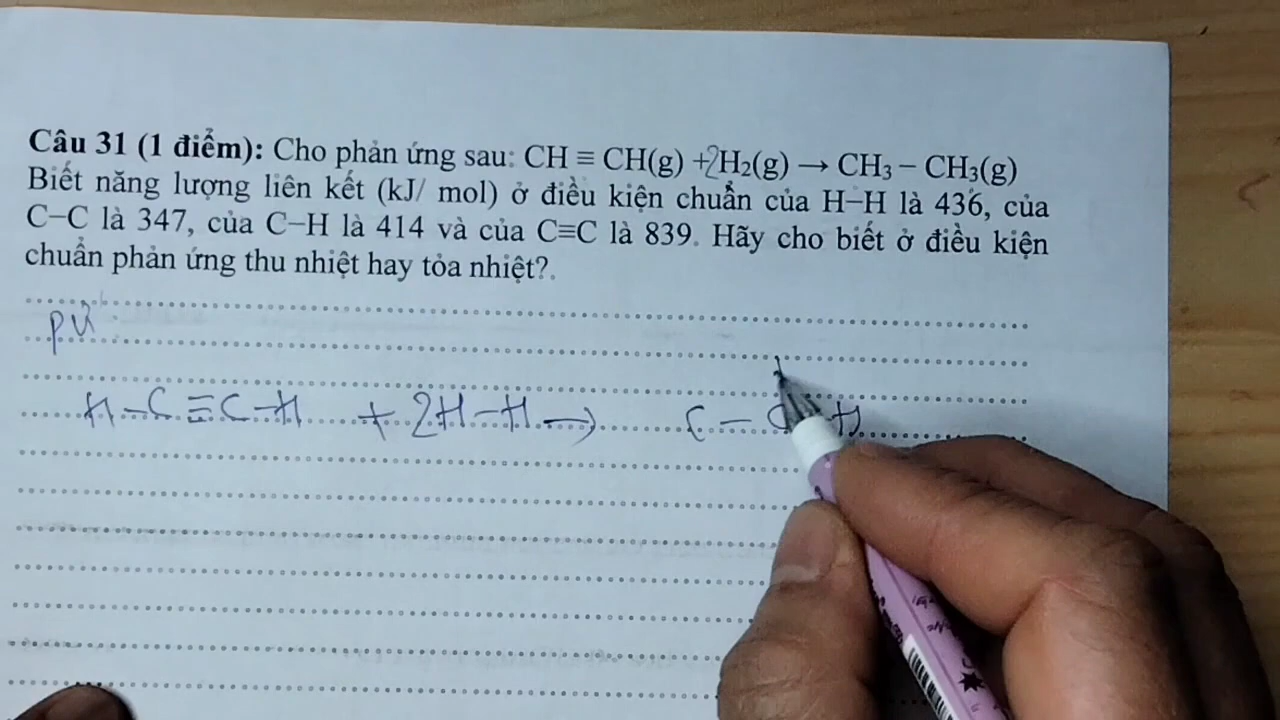 Câu 31 (1 điểm): Cho phản ứng sau: CH ≡ CH(g) +2H₂(g) → CH₃ − CH₃(g)
Biết năng lượng liên kết (kJ/ mol) ở điều kiện chuẩn của H−H là 436, của
C−C là 347, của C−H là 414 và của C≡C là 839. Hãy cho biết ở điều kiện
chuẩn phản ứng thu nhiệt hay tỏa nhiệt?.
pứ
H − C ≡ C − H + 2H − H → C − C H